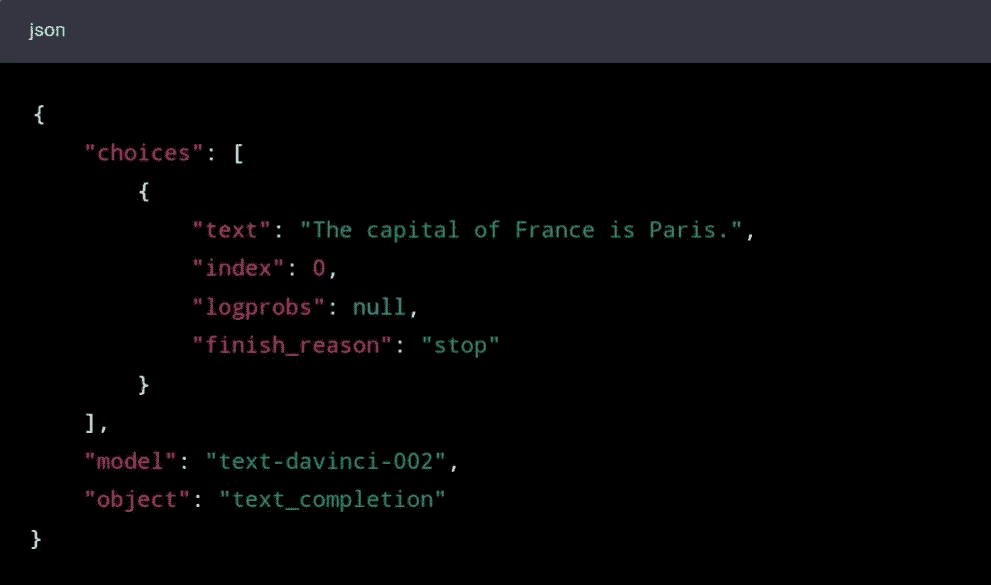 json
{
    "choices": [
        {
            "text": "The capital of France is Paris.",
            "index": 0,
            "logprobs": null,
            "finish_reason": "stop"
        }
    ],
    "model": "text-davinci-002",
    "object": "text_completion"
}